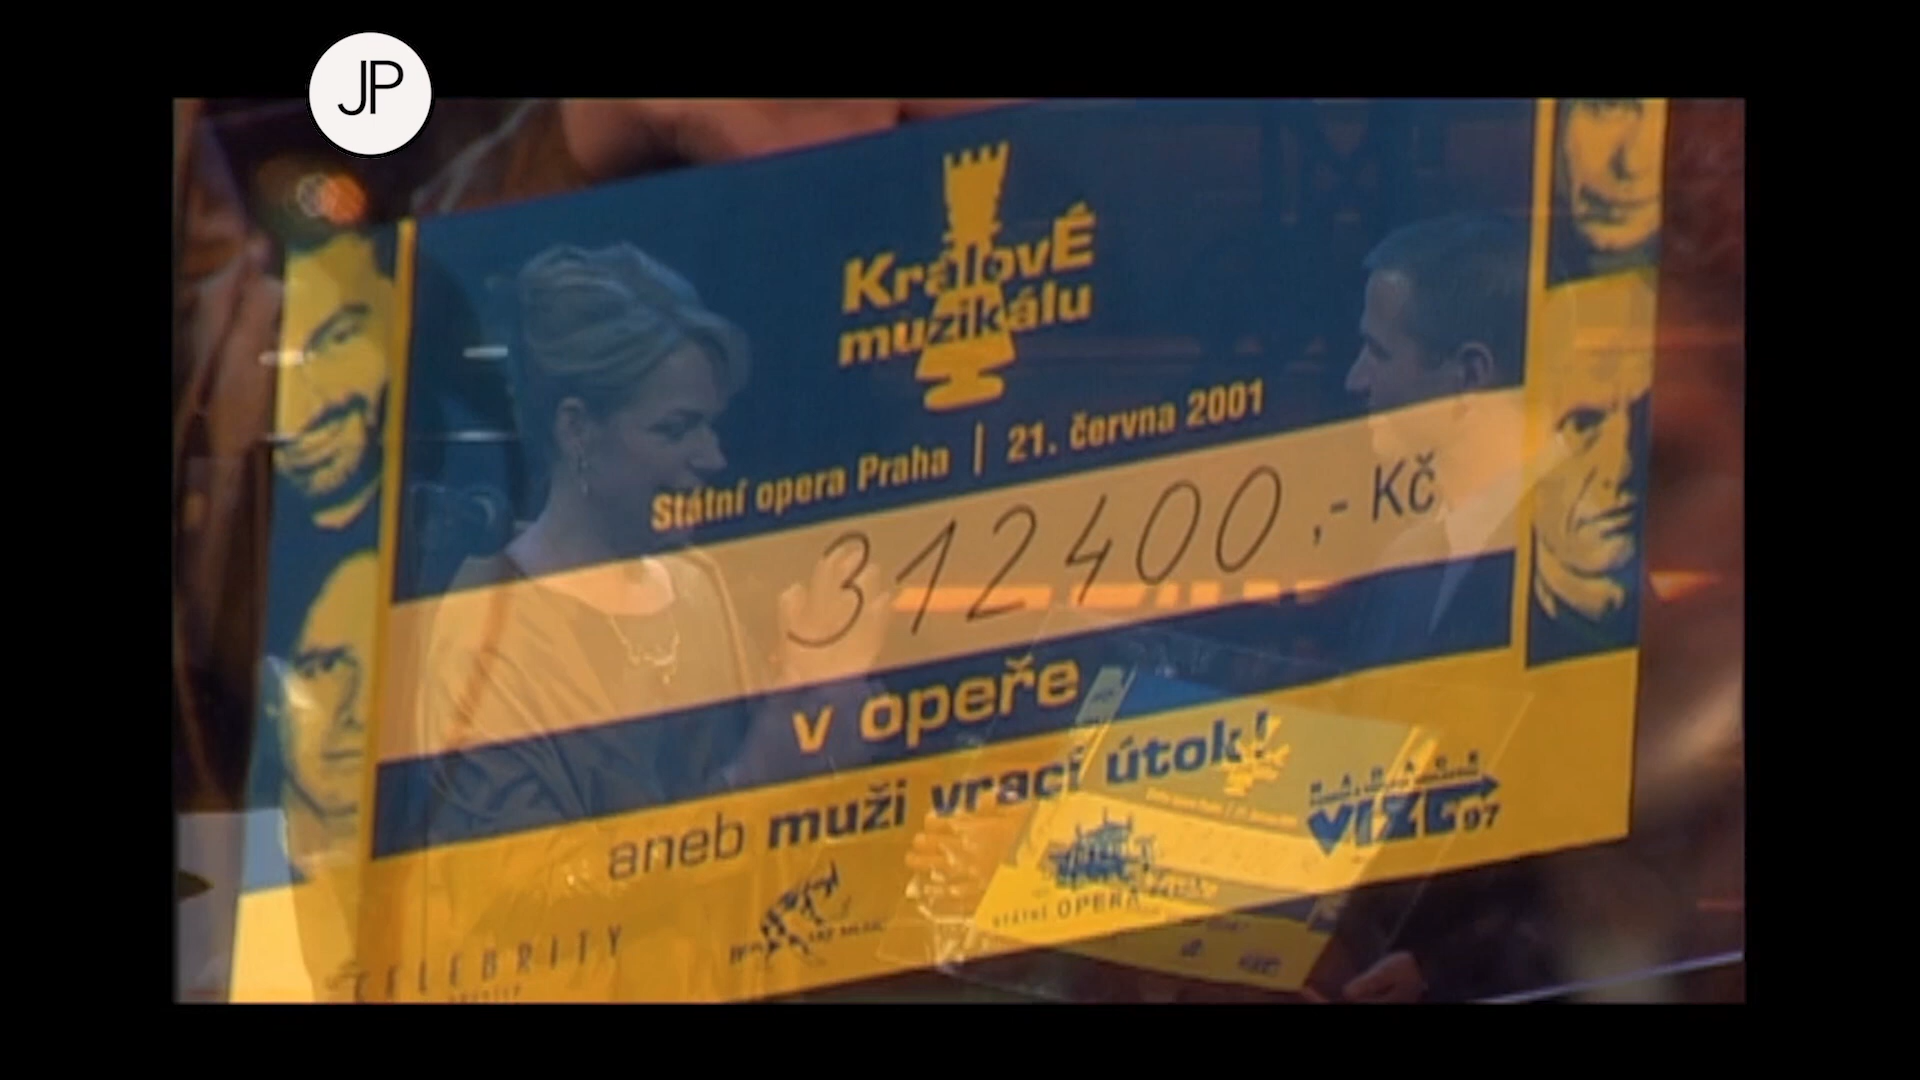 JP
KrálovÉ
muzikálu
Státní opera Praha | 21. června 2001
312400,- Kč
v opeře
aneb muži vrací útok!
NADACE
VIZE 97
CELEBRITY
STÁTNÍ OPERA